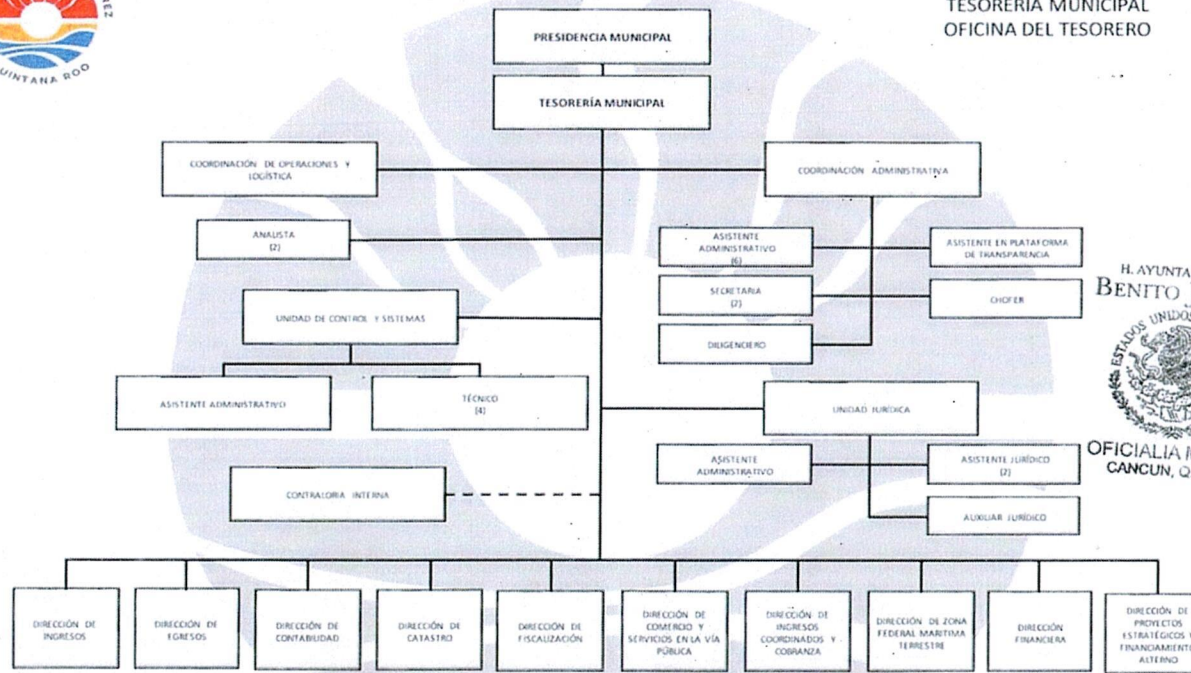 TESORERÍA MUNICIPAL
OFICINA DEL TESORERO
QUINTANA ROO
PRESIDENCIA MUNICIPAL
TESORERÍA MUNICIPAL
COORDINACIÓN DE OPERACIONES Y
LOGÍSTICA
COORDINACIÓN ADMINISTRATIVA
ANALISTA
(2)
ASISTENTE
ADMINISTRATIVO
(6)
ASISTENTE EN PLATAFORMA
DE TRANSPARENCIA
SECRETARIA
(2)
CHOFER
DILIGENCIERO
UNIDAD DE CONTROL Y SISTEMAS
ASISTENTE ADMINISTRATIVO
TÉCNICO
(4)
UNIDAD JURÍDICA
ASISTENTE
ADMINISTRATIVO
ASISTENTE JURÍDICO
(2)
AUXILIAR JURÍDICO
CONTRALORIA INTERNA
H. AYUNTA
BENITO
ESTADOS UNIDOS
OFICIALIA
CANCUN, Q
DIRECCIÓN DE
INGRESOS
DIRECCIÓN DE
EGRESOS
DIRECCIÓN DE
CONTABILIDAD
DIRECCIÓN DE
CATASTRO
DIRECCIÓN DE
FISCALIZACIÓN
DIRECCIÓN DE
COMERCIO Y
SERVICIOS EN LA VÍA
PÚBLICA
DIRECCIÓN DE
INGRESOS
COORDINADOS Y
COBRANZA
DIRECCIÓN DE ZONA
FEDERAL MARITIMA
TERRESTRE
DIRECCIÓN
FINANCIERA
DIRECCIÓN DE
PROYECTOS
ESTRATÉGICOS Y
FINANCIAMIENTO
ALTERNO